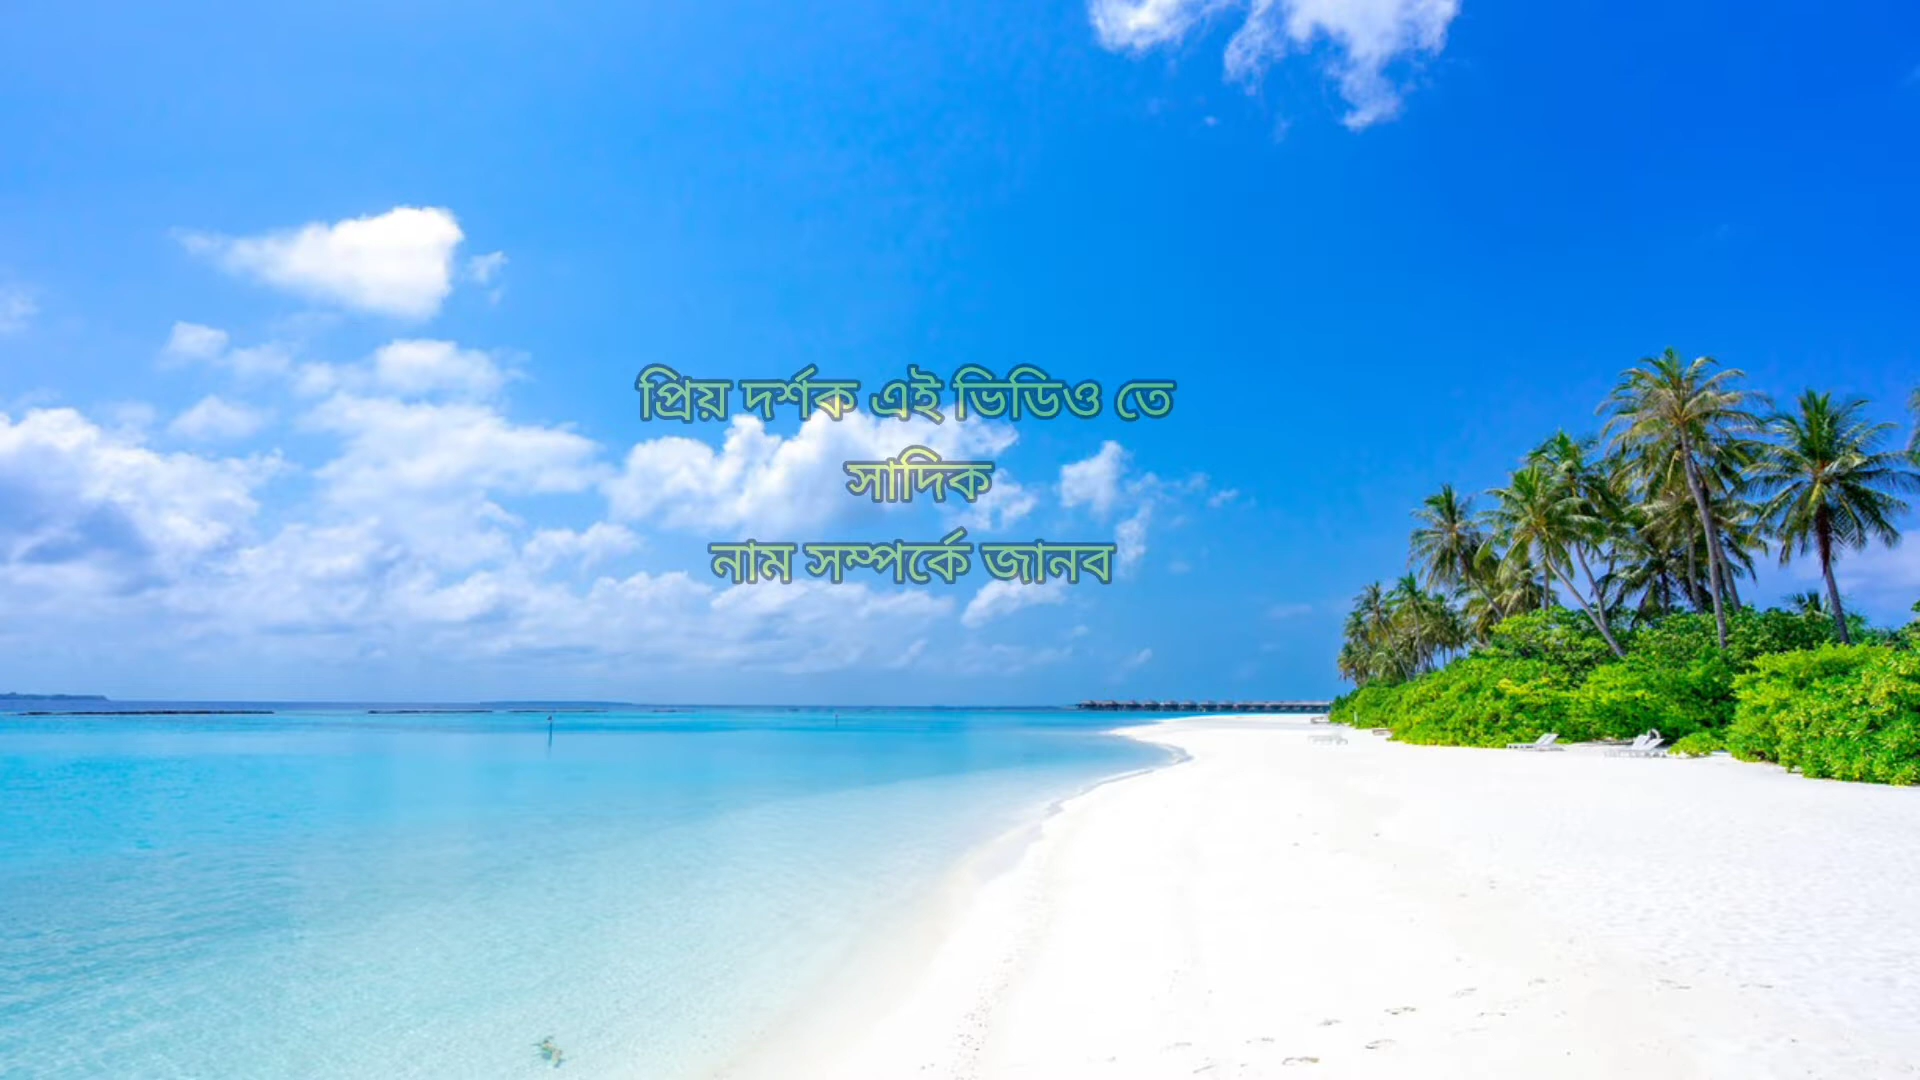 প্রিয় দর্শক এই ভিডিও তে
সাদিক
নাম সম্পর্কে জানব